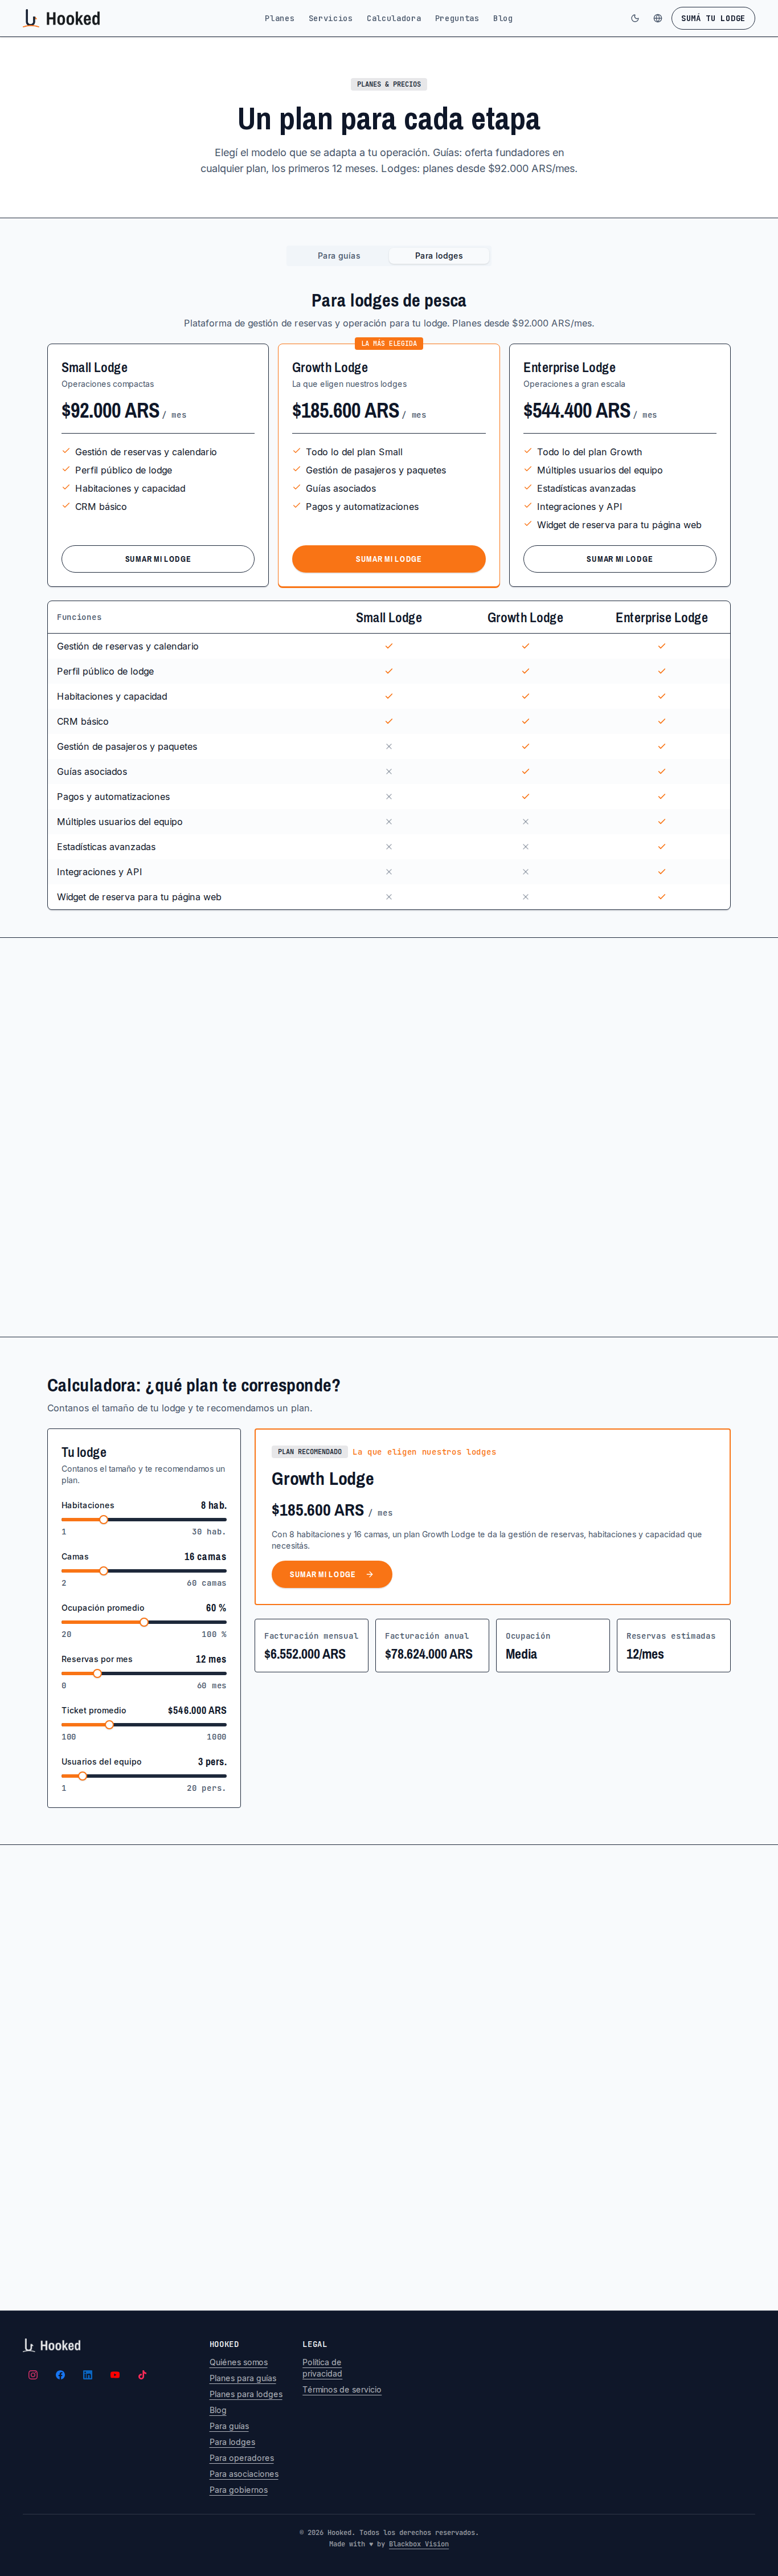 Hooked
Planes Servicios Calculadora Preguntas Blog
SUMÁ TU LODGE
PLANES & PRECIOS
Un plan para cada etapa
Elegí el modelo que se adapta a tu operación. Guías: oferta fundadores en
cualquier plan, los primeros 12 meses. Lodges: planes desde $92.000 ARS/mes.
Para guías Para lodges
Para lodges de pesca
Plataforma de gestión de reservas y operación para tu lodge. Planes desde $92.000 ARS/mes.
Small Lodge
Operaciones compactas
$92.000 ARS / mes
Gestión de reservas y calendario
Perfil público de lodge
Habitaciones y capacidad
CRM básico
SUMAR MI LODGE
LA MÁS ELEGIDA
Growth Lodge
La que eligen nuestros lodges
$185.600 ARS / mes
Todo lo del plan Small
Gestión de pasajeros y paquetes
Guías asociados
Pagos y automatizaciones
SUMAR MI LODGE
Enterprise Lodge
Operaciones a gran escala
$544.400 ARS / mes
Todo lo del plan Growth
Múltiples usuarios del equipo
Estadísticas avanzadas
Integraciones y API
Widget de reserva para tu página web
SUMAR MI LODGE
Funciones Small Lodge Growth Lodge Enterprise Lodge
Gestión de reservas y calendario
Perfil público de lodge
Habitaciones y capacidad
CRM básico
Gestión de pasajeros y paquetes
Guías asociados
Pagos y automatizaciones
Múltiples usuarios del equipo
Estadísticas avanzadas
Integraciones y API
Widget de reserva para tu página web
Calculadora: ¿qué plan te corresponde?
Contanos el tamaño de tu lodge y te recomendamos un plan.
Tu lodge
Contanos el tamaño y te recomendamos un
plan.
Habitaciones 8 hab.
1 30 hab.
Camas 16 camas
2 60 camas
Ocupación promedio 60 %
20 100 %
Reservas por mes 12 mes
0 60 mes
Ticket promedio $546.000 ARS
100 1000
Usuarios del equipo 3 pers.
1 20 pers.
PLAN RECOMENDADO La que eligen nuestros lodges
Growth Lodge
$185.600 ARS / mes
Con 8 habitaciones y 16 camas, un plan Growth Lodge te da la gestión de reservas, habitaciones y capacidad que
necesitás.
SUMAR MI LODGE
Facturación mensual
$6.552.000 ARS
Facturación anual
$78.624.000 ARS
Ocupación
Media
Reservas estimadas
12/mes
Hooked
HOOKED
Quiénes somos
Planes para guías
Planes para lodges
Blog
Para guías
Para lodges
Para operadores
Para asociaciones
Para gobiernos
LEGAL
Política de
privacidad
Términos de servicio
© 2026 Hooked. Todos los derechos reservados.
Made with ♥ by Blackbox Vision